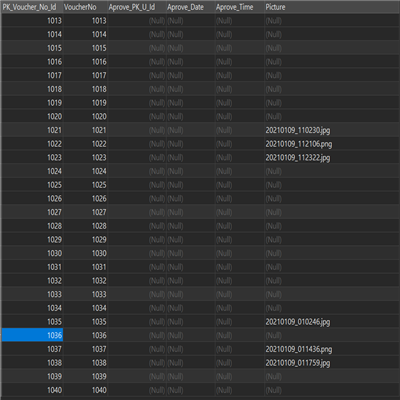 PK_Voucher_No_Id VoucherNo Aprove_PK_U_Id Aprove_Date Aprove_Time Picture
1013 1013 (Null) (Null) (Null) (Null)
1014 1014 (Null) (Null) (Null) (Null)
1015 1015 (Null) (Null) (Null) (Null)
1016 1016 (Null) (Null) (Null) (Null)
1017 1017 (Null) (Null) (Null) (Null)
1018 1018 (Null) (Null) (Null) (Null)
1019 1019 (Null) (Null) (Null) (Null)
1020 1020 (Null) (Null) (Null) (Null)
1021 1021 (Null) (Null) (Null) 20210109_110230.jpg
1022 1022 (Null) (Null) (Null) 20210109_112106.png
1023 1023 (Null) (Null) (Null) 20210109_112322.jpg
1024 1024 (Null) (Null) (Null) (Null)
1025 1025 (Null) (Null) (Null) (Null)
1026 1026 (Null) (Null) (Null) (Null)
1027 1027 (Null) (Null) (Null) (Null)
1028 1028 (Null) (Null) (Null) (Null)
1029 1029 (Null) (Null) (Null) (Null)
1030 1030 (Null) (Null) (Null) (Null)
1031 1031 (Null) (Null) (Null) (Null)
1032 1032 (Null) (Null) (Null) (Null)
1033 1033 (Null) (Null) (Null) (Null)
1034 1034 (Null) (Null) (Null) (Null)
1035 1035 (Null) (Null) (Null) 20210109_010246.jpg
1036 1036 (Null) (Null) (Null) (Null)
1037 1037 (Null) (Null) (Null) 20210109_011436.png
1038 1038 (Null) (Null) (Null) 20210109_011759.jpg
1039 1039 (Null) (Null) (Null) (Null)
1040 1040 (Null) (Null) (Null) (Null)